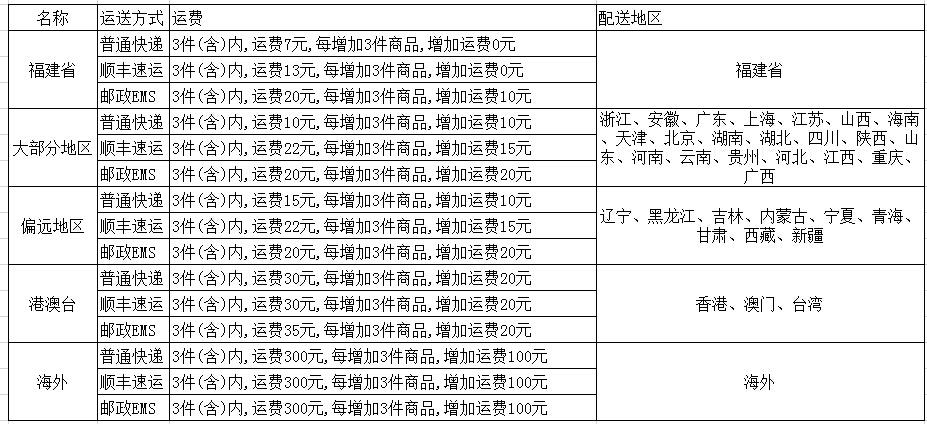 名称 运送方式 运费 配送地区
福建省
普通快递 3件(含)内,运费7元,每增加3件商品,增加运费0元
顺丰速运 3件(含)内,运费13元,每增加3件商品,增加运费0元
邮政EMS 3件(含)内,运费20元,每增加3件商品,增加运费10元
福建省
大部分地区
普通快递 3件(含)内,运费10元,每增加3件商品,增加运费10元
顺丰速运 3件(含)内,运费22元,每增加3件商品,增加运费15元
邮政EMS 3件(含)内,运费20元,每增加3件商品,增加运费20元
浙江、安徽、广东、上海、江苏、山西、海南
、天津、北京、湖南、湖北、四川、陕西、山
东、河南、云南、贵州、河北、江西、重庆、
广西
偏远地区
普通快递 3件(含)内,运费15元,每增加3件商品,增加运费10元
顺丰速运 3件(含)内,运费22元,每增加3件商品,增加运费15元
邮政EMS 3件(含)内,运费20元,每增加3件商品,增加运费20元
辽宁、黑龙江、吉林、内蒙古、宁夏、青海、
甘肃、西藏、新疆
港澳台
普通快递 3件(含)内,运费30元,每增加3件商品,增加运费20元
顺丰速运 3件(含)内,运费30元,每增加3件商品,增加运费20元
邮政EMS 3件(含)内,运费35元,每增加3件商品,增加运费20元
香港、澳门、台湾
海外
普通快递 3件(含)内,运费300元,每增加3件商品,增加运费100元
顺丰速运 3件(含)内,运费300元,每增加3件商品,增加运费100元
邮政EMS 3件(含)内,运费300元,每增加3件商品,增加运费100元
海外